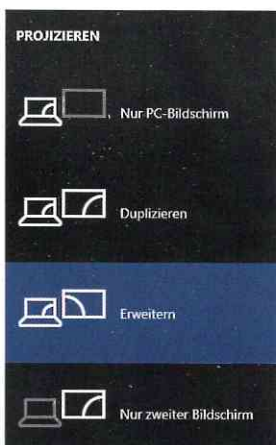 PROJIZIEREN
Nur PC-Bildschirm
Duplizieren
Erweitern
Nur zweiter Bildschirm